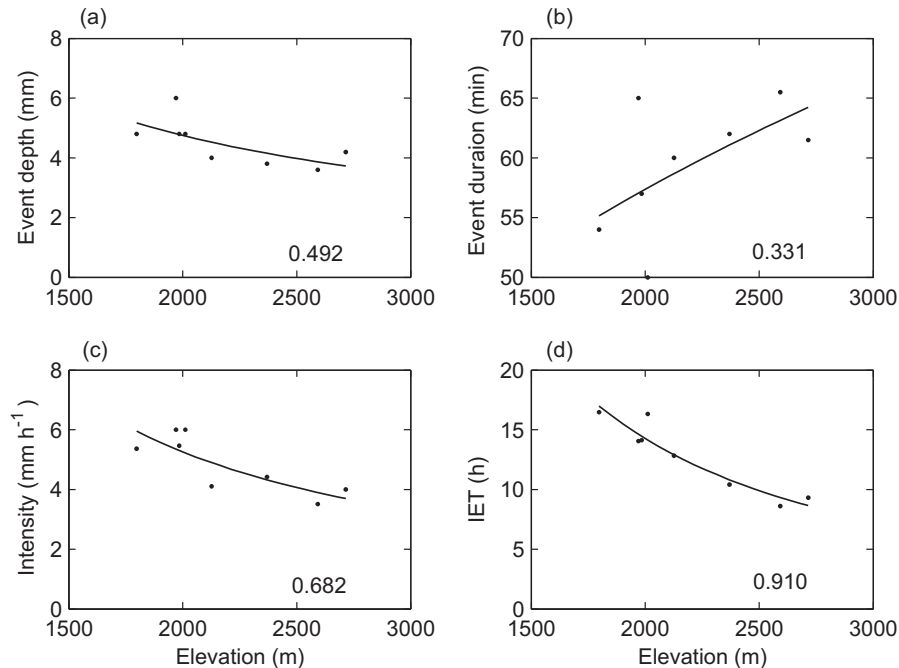 (a)
Event depth (mm)
8
6
4
2
0
1500 2000 2500 3000
0.492
(b)
Event duraion (min)
70
65
60
55
50
1500 2000 2500 3000
0.331
(c)
Intensity (mm h⁻¹ )
8
6
4
2
0
1500 2000 2500 3000
Elevation (m)
0.682
(d)
IET (h)
20
15
10
5
0
1500 2000 2500 3000
Elevation (m)
0.910